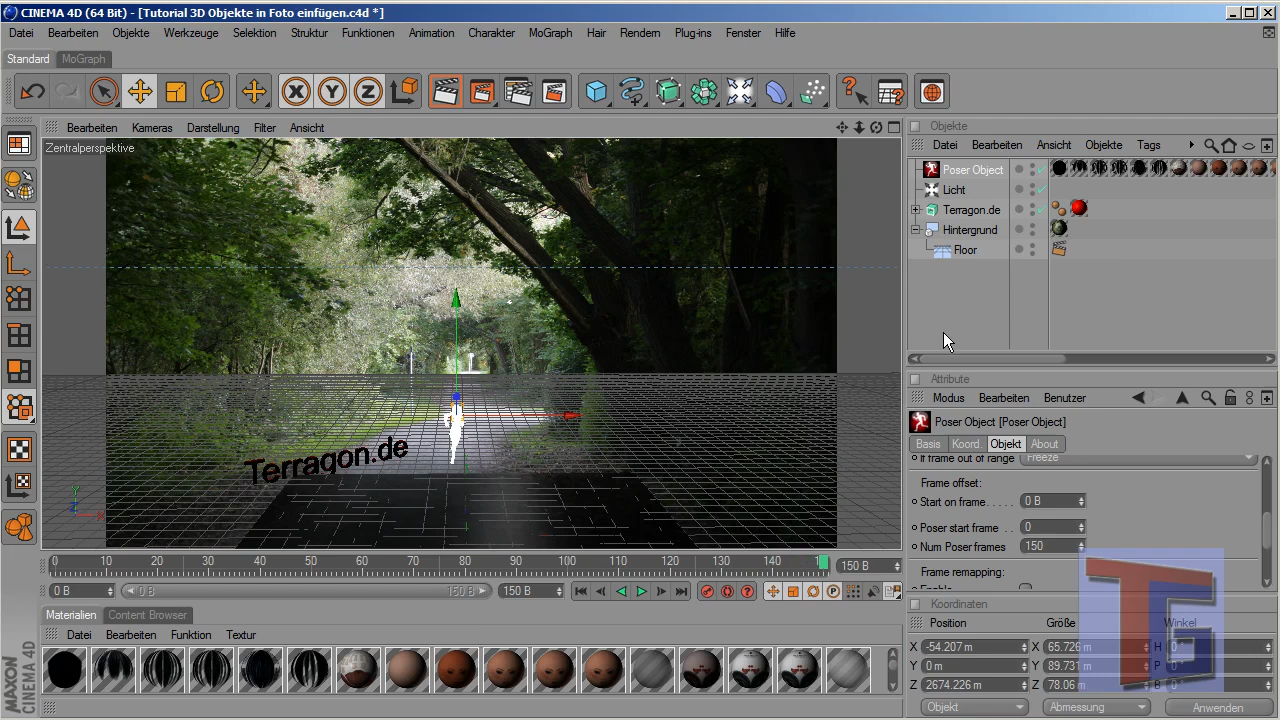 CINEMA 4D (64 Bit) - [Tutorial 3D Objekte in Foto einfügen.c4d *]
Datei Bearbeiten Objekte Werkzeuge Selektion Struktur Funktionen Animation Charakter MoGraph Hair Rendern Plug-ins Fenster Hilfe
Standard MoGraph
X Y Z
Bearbeiten Kameras Darstellung Filter Ansicht
Zentralperspektive
Terragon.de
Y
X
0 10 20 30 40 50 60 70 80 90 100 110 120 130 140
150 B
0 B 0 B 150 B 150 B
Materialien Content Browser
Datei Bearbeiten Funktion Textur
MAXON
CINEMA 4D
Objekte
Datei Bearbeiten Ansicht Objekte Tags
Poser Object
Licht
Terragon.de
Hintergrund
Floor
Attribute
Modus Bearbeiten Benutzer
Poser Object [Poser Object]
Basis Koord. Objekt About
If frame out of range Freeze
Frame offset:
Start on frame..... 0 B
Poser start frame .. 0
Num Poser frames 150
Frame remapping:
Koordinaten
Position Größe Winkel
X -54.207 m X 65.726 m H 0°
Y 0 m Y 89.731 m P 0°
Z 2674.226 m Z 78.06 m B 0°
Objekt Abmessung Anwenden
TG